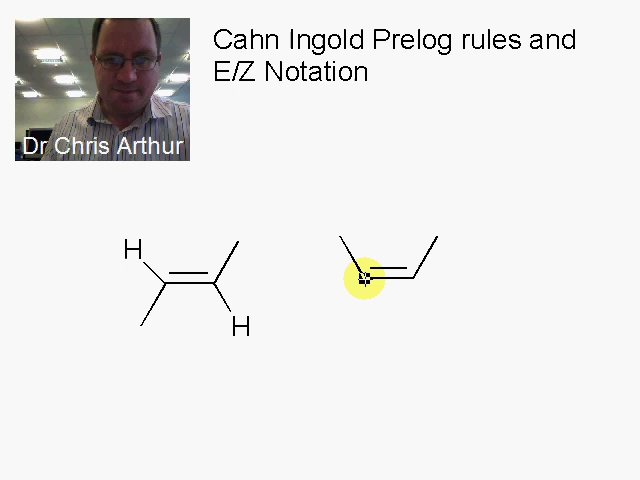 Cahn Ingold Prelog rules and
E/Z Notation
Dr Chris Arthur
H
H